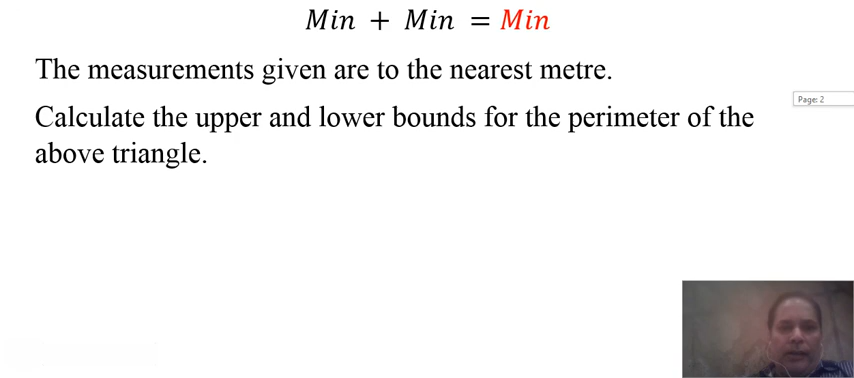 Min + Min = Min
The measurements given are to the nearest metre.
Page: 2
Calculate the upper and lower bounds for the perimeter of the
above triangle.